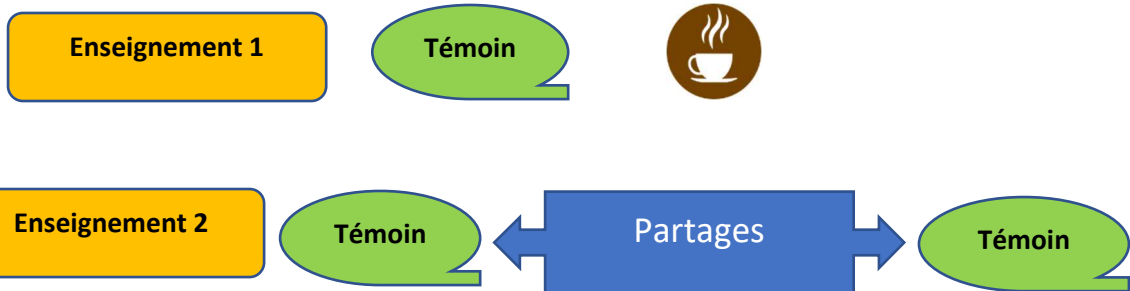 Enseignement 1
Témoin
Enseignement 2
Témoin
Partages
Témoin